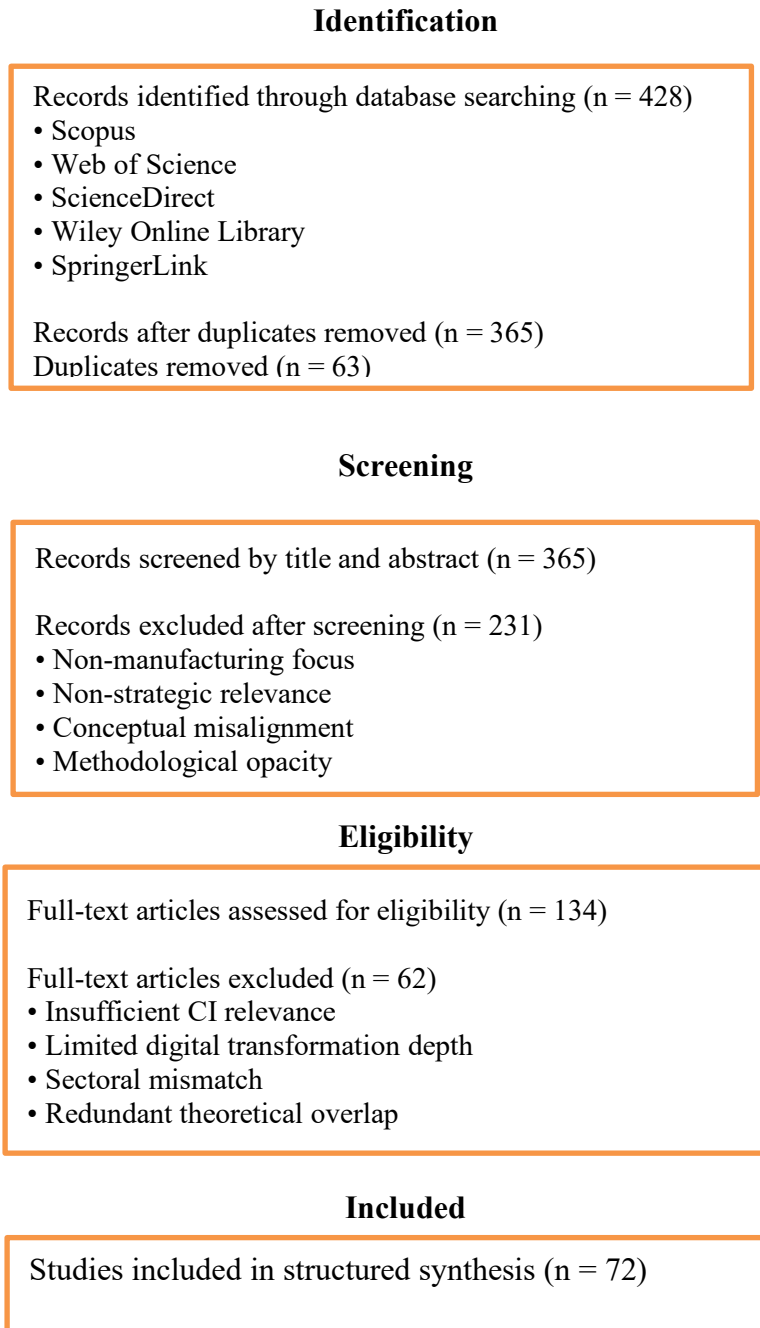 Identification
Records identified through database searching (n = 428)
• Scopus
• Web of Science
• ScienceDirect
• Wiley Online Library
• SpringerLink
Records after duplicates removed (n = 365)
Duplicates removed (n = 63)
Screening
Records screened by title and abstract (n = 365)
Records excluded after screening (n = 231)
• Non-manufacturing focus
• Non-strategic relevance
• Conceptual misalignment
• Methodological opacity
Eligibility
Full-text articles assessed for eligibility (n = 134)
Full-text articles excluded (n = 62)
• Insufficient CI relevance
• Limited digital transformation depth
• Sectoral mismatch
• Redundant theoretical overlap
Included
Studies included in structured synthesis (n = 72)